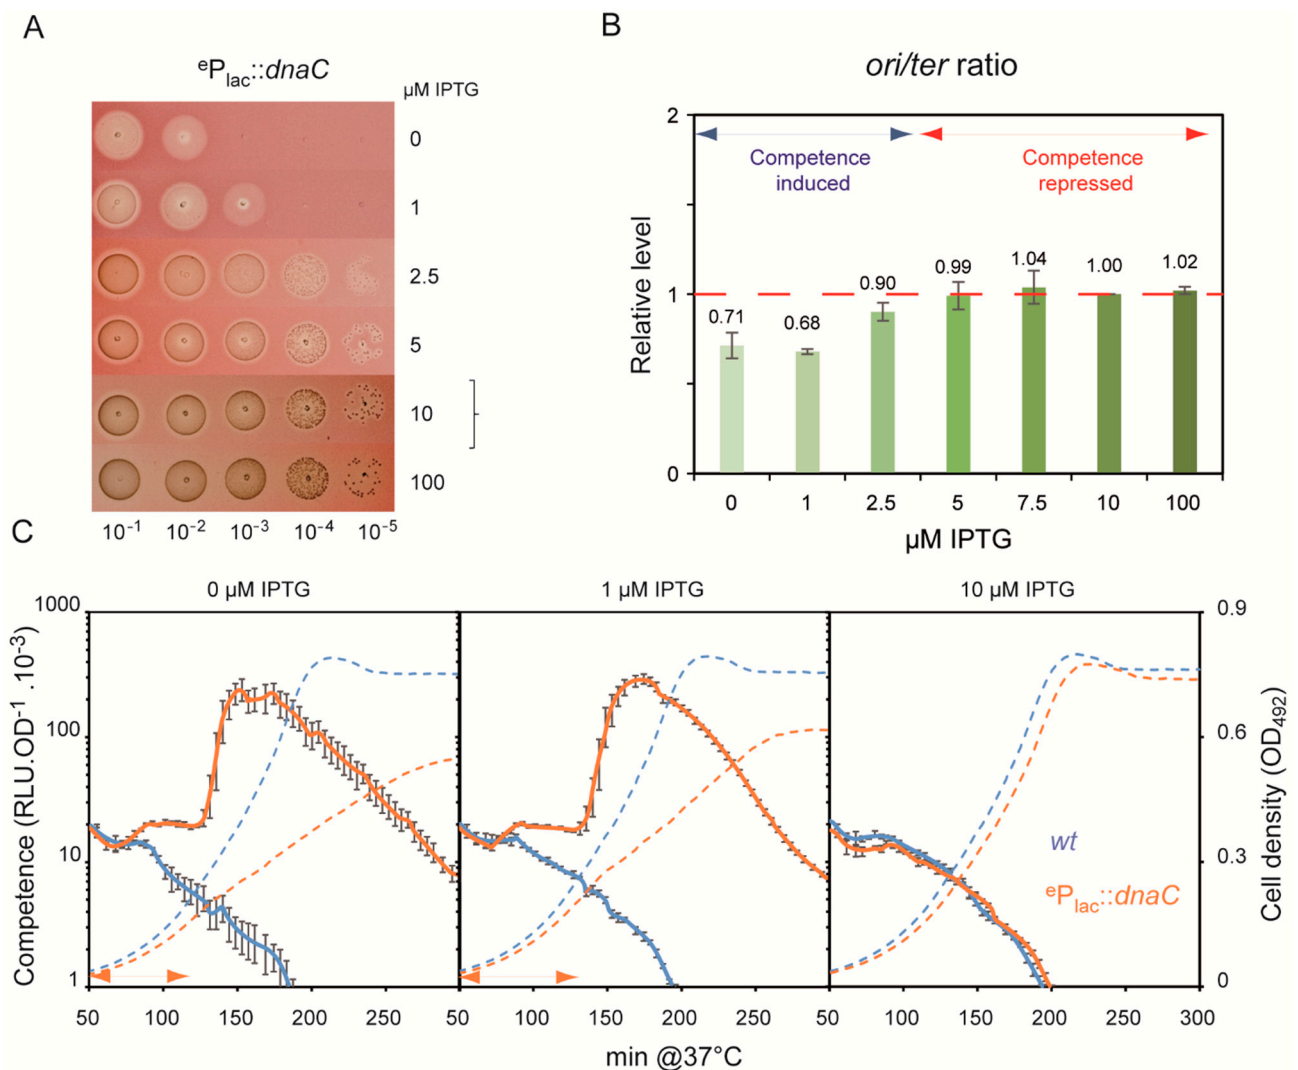 A
ᵉPlac::dnaC
µM IPTG
0
1
2.5
5
10
100
10⁻¹ 10⁻² 10⁻³ 10⁻⁴ 10⁻⁵
B
ori/ter ratio
Relative level
2
1
0
Competence
induced
Competence
repressed
0.71 0.68 0.90 0.99 1.04 1.00 1.02
0 1 2.5 5 7.5 10 100
µM IPTG
C
0 µM IPTG 1 µM IPTG 10 µM IPTG
Competence (RLU.OD⁻¹ .10⁻³)
1000
100
10
1
0.9
0.6
0.3
0
Cell density (OD₄₉₂)
wt
ᵉPlac::dnaC
50 100 150 200 250 50 100 150 200 250 50 100 150 200 250 300
min @37°C